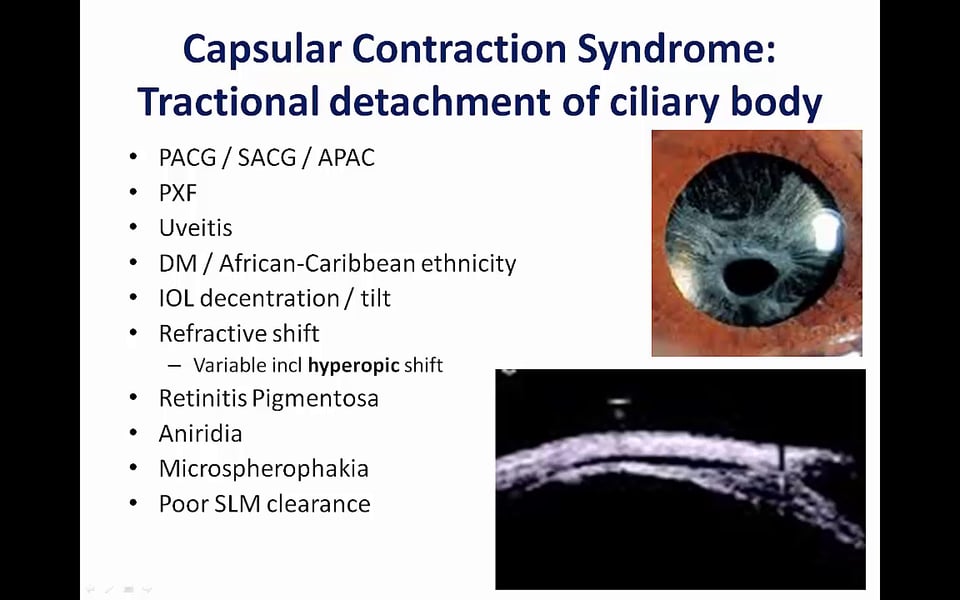 Capsular Contraction Syndrome:
Tractional detachment of ciliary body
• PACG / SACG / APAC
• PXF
• Uveitis
• DM / African-Caribbean ethnicity
• IOL decentration / tilt
• Refractive shift
– Variable incl hyperopic shift
• Retinitis Pigmentosa
• Aniridia
• Microspherophakia
• Poor SLM clearance